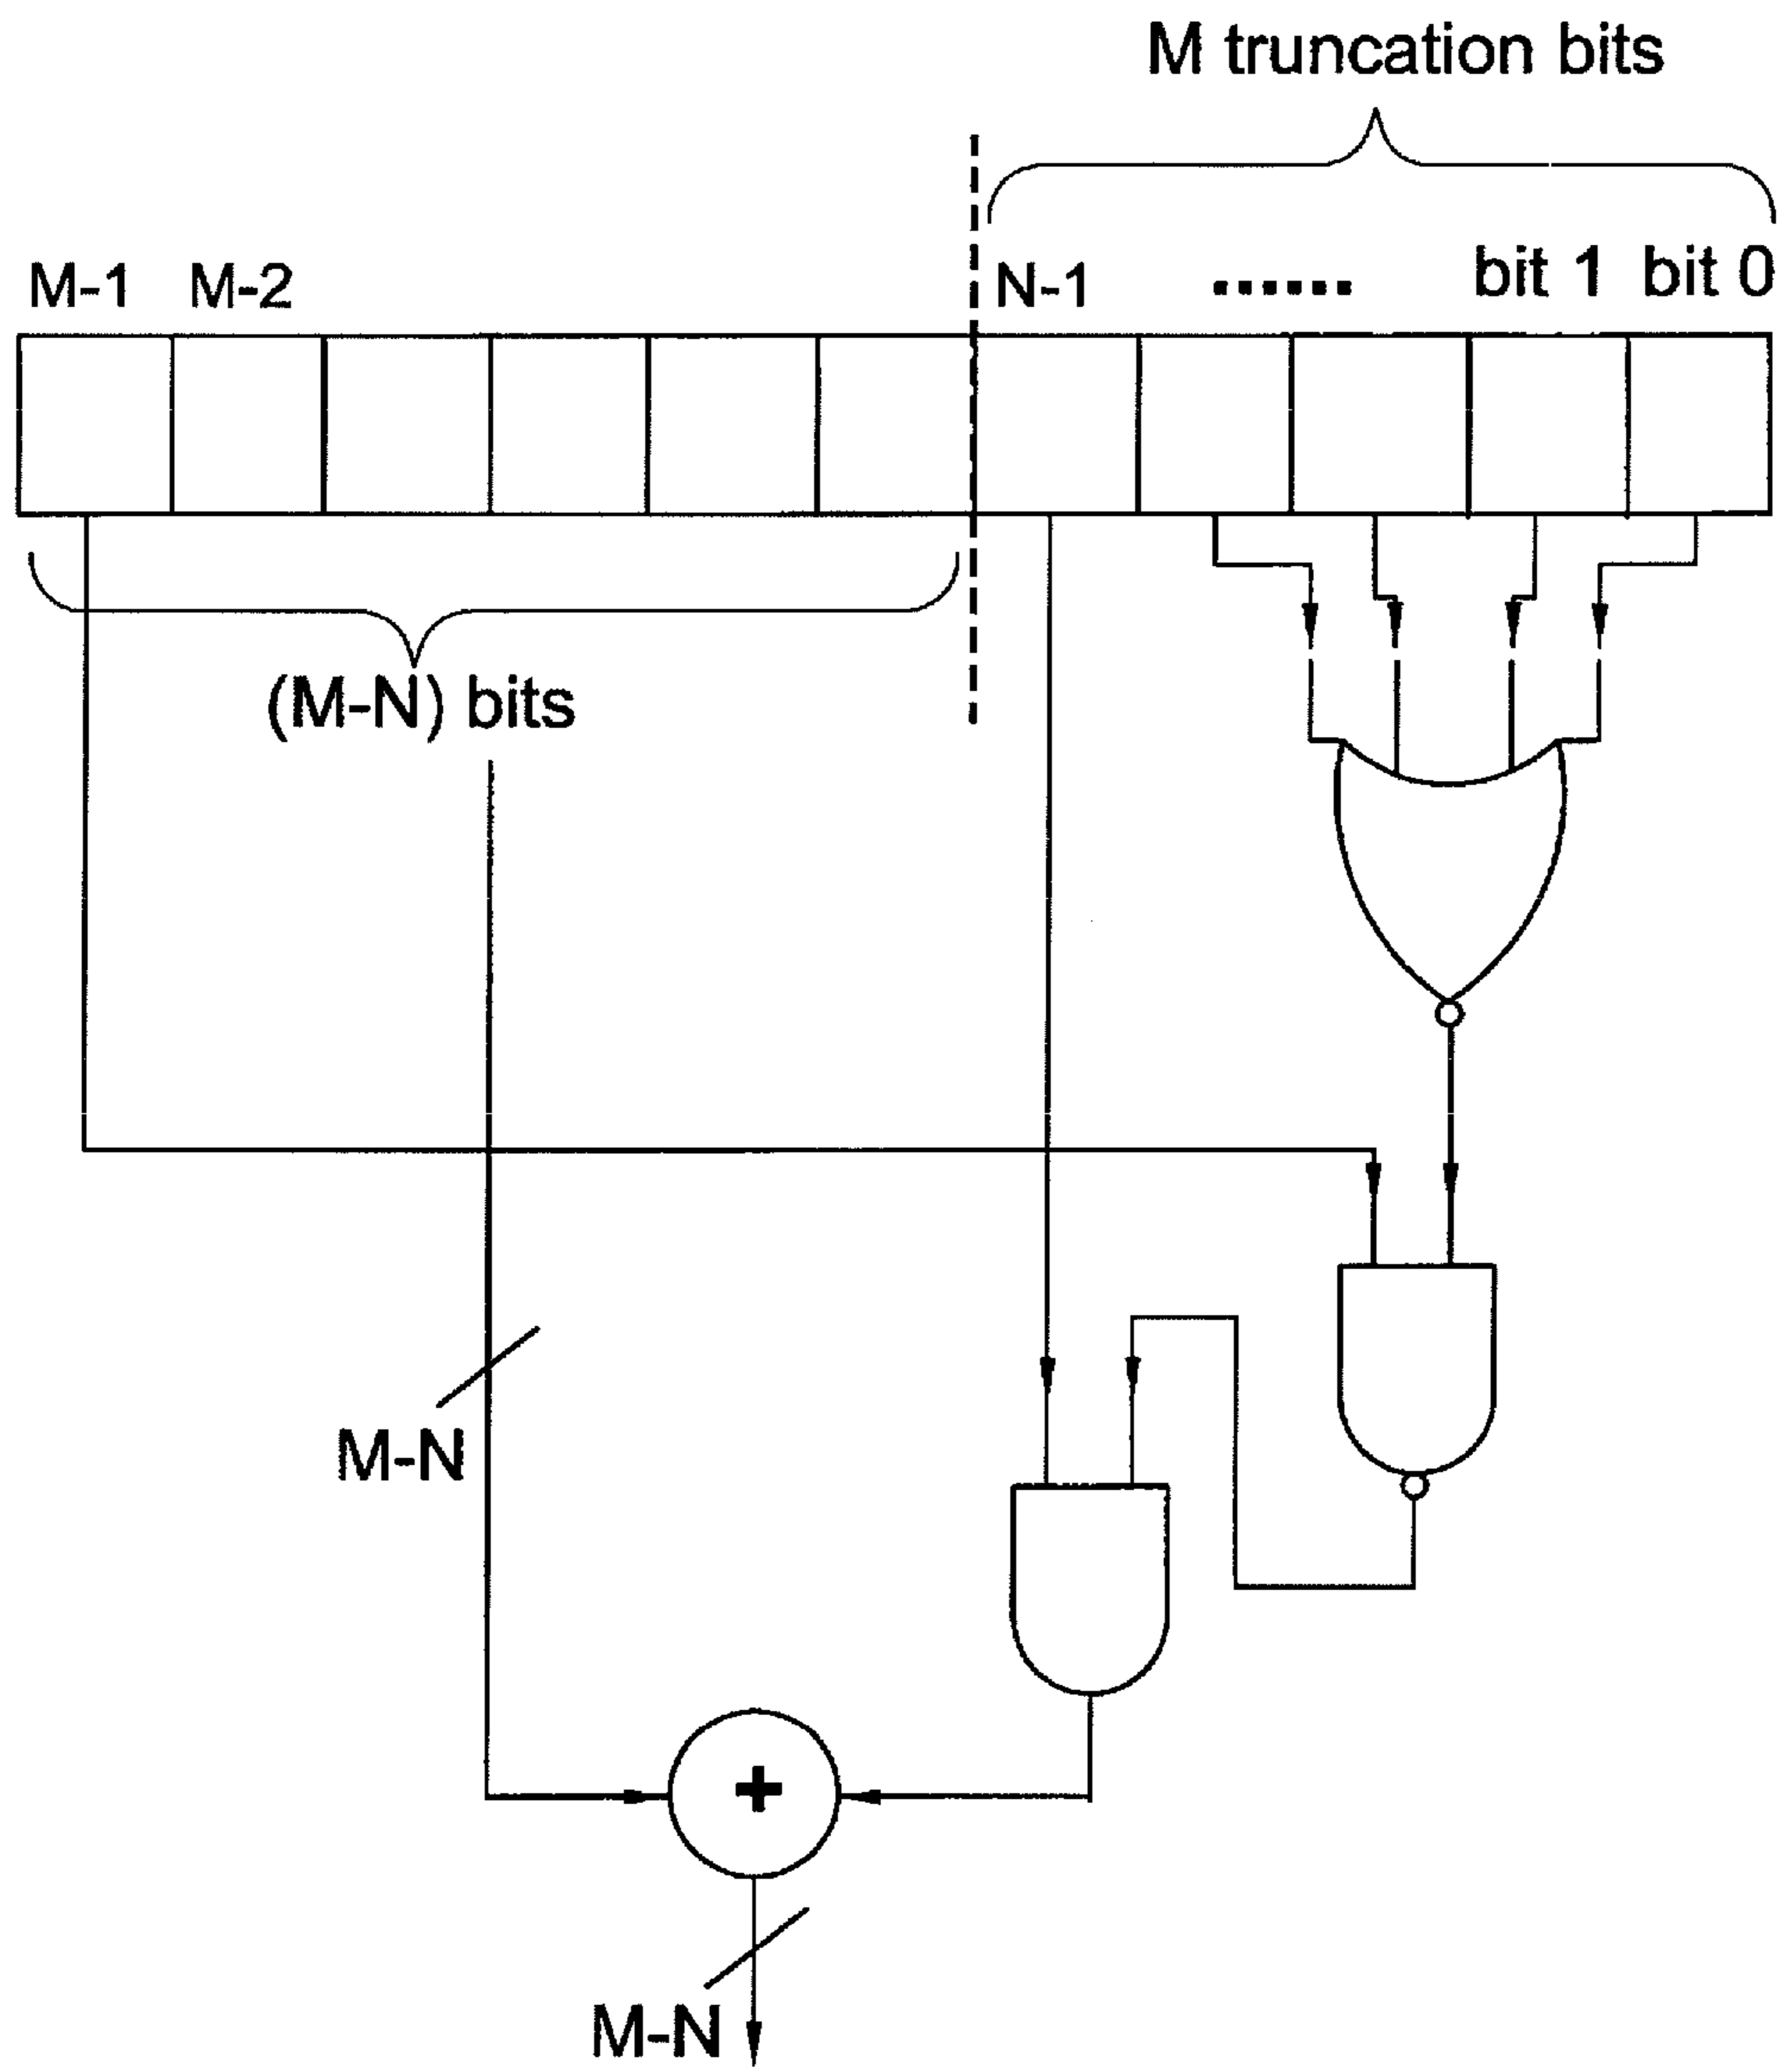 M truncation bits
M-1 M-2 N-1 ...... bit 1 bit 0
(M-N) bits
M-N
+
M-N